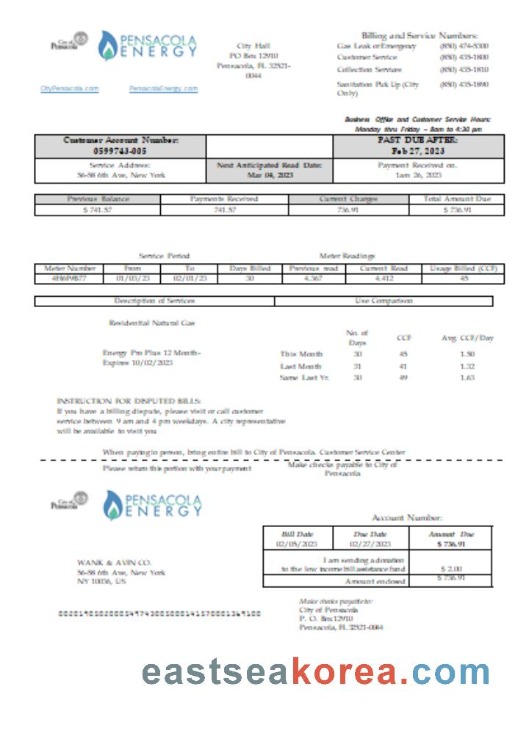 City of
Pensacola
PENSACOLA
ENERGY
City Hall
PO Box 12910
Pensacola, FL 32521-
0044
CityPensacola.com
PensacolaEnergy.com
Billing and Service Numbers:
Gas Leak or Emergency (850) 474-5300
Customer Service (850) 435-1800
Collection Services (850) 435-1810
Sanitation Pick Up (City (850) 435-1890
Only)
Business Office and Customer Service Hours:
Monday thru Friday – 8am to 4:30 pm
Customer Account Number:
0599743-005
PAST DUE AFTER:
Feb 27, 2023
Service Address:
56-58 6th Ave, New York
Next Anticipated Read Date:
Mar 04, 2023
Payment Received on.
26, 2023
Previous Balance Payments Received Current Charges Total Amount Due
$ 741.57 741.57 736.91 $ 736.91
Service Period Meter Readings
Meter Number From To Days Billed Previous read Current Read Usage Billed (CCF)
01/03/23 02/01/23 30 4,367 4,412 45
Description of Services Use Comparison
Residential Natural Gas
Energy Pro Plus 12 Month-
Expires 10/02/2023
No. of
Days CCF Avg. CCF/Day
This Month 30 45 1.50
Last Month 31 41 1.32
Same Last Yr. 30 49 1.63
INSTRUCTION FOR DISPUTED BILLS:
If you have a billing dispute, please visit or call customer
service between 9 am and 4 pm weekdays. A city representative
will be available to visit you
When paying in person, bring entire bill to City of Pensacola. Customer Service Center
Please return this portion with your payment
Make checks payable to City of
Pensacola
City of
Pensacola
PENSACOLA
ENERGY
Account Number:
Bill Date Due Date Amount Due
02/05/2023 02/27/2023 $ 736.91
I am sending a donation
to the low income bill assistance fund $ 2.00
Amount enclosed $ 736.91
WANK & AVIN CO.
56-58 6th Ave, New York
NY 10036, US
Make checks payable to:
City of Pensacola
P. O. Box 12910
Pensacola, FL 32521-0044
eastseakorea.com